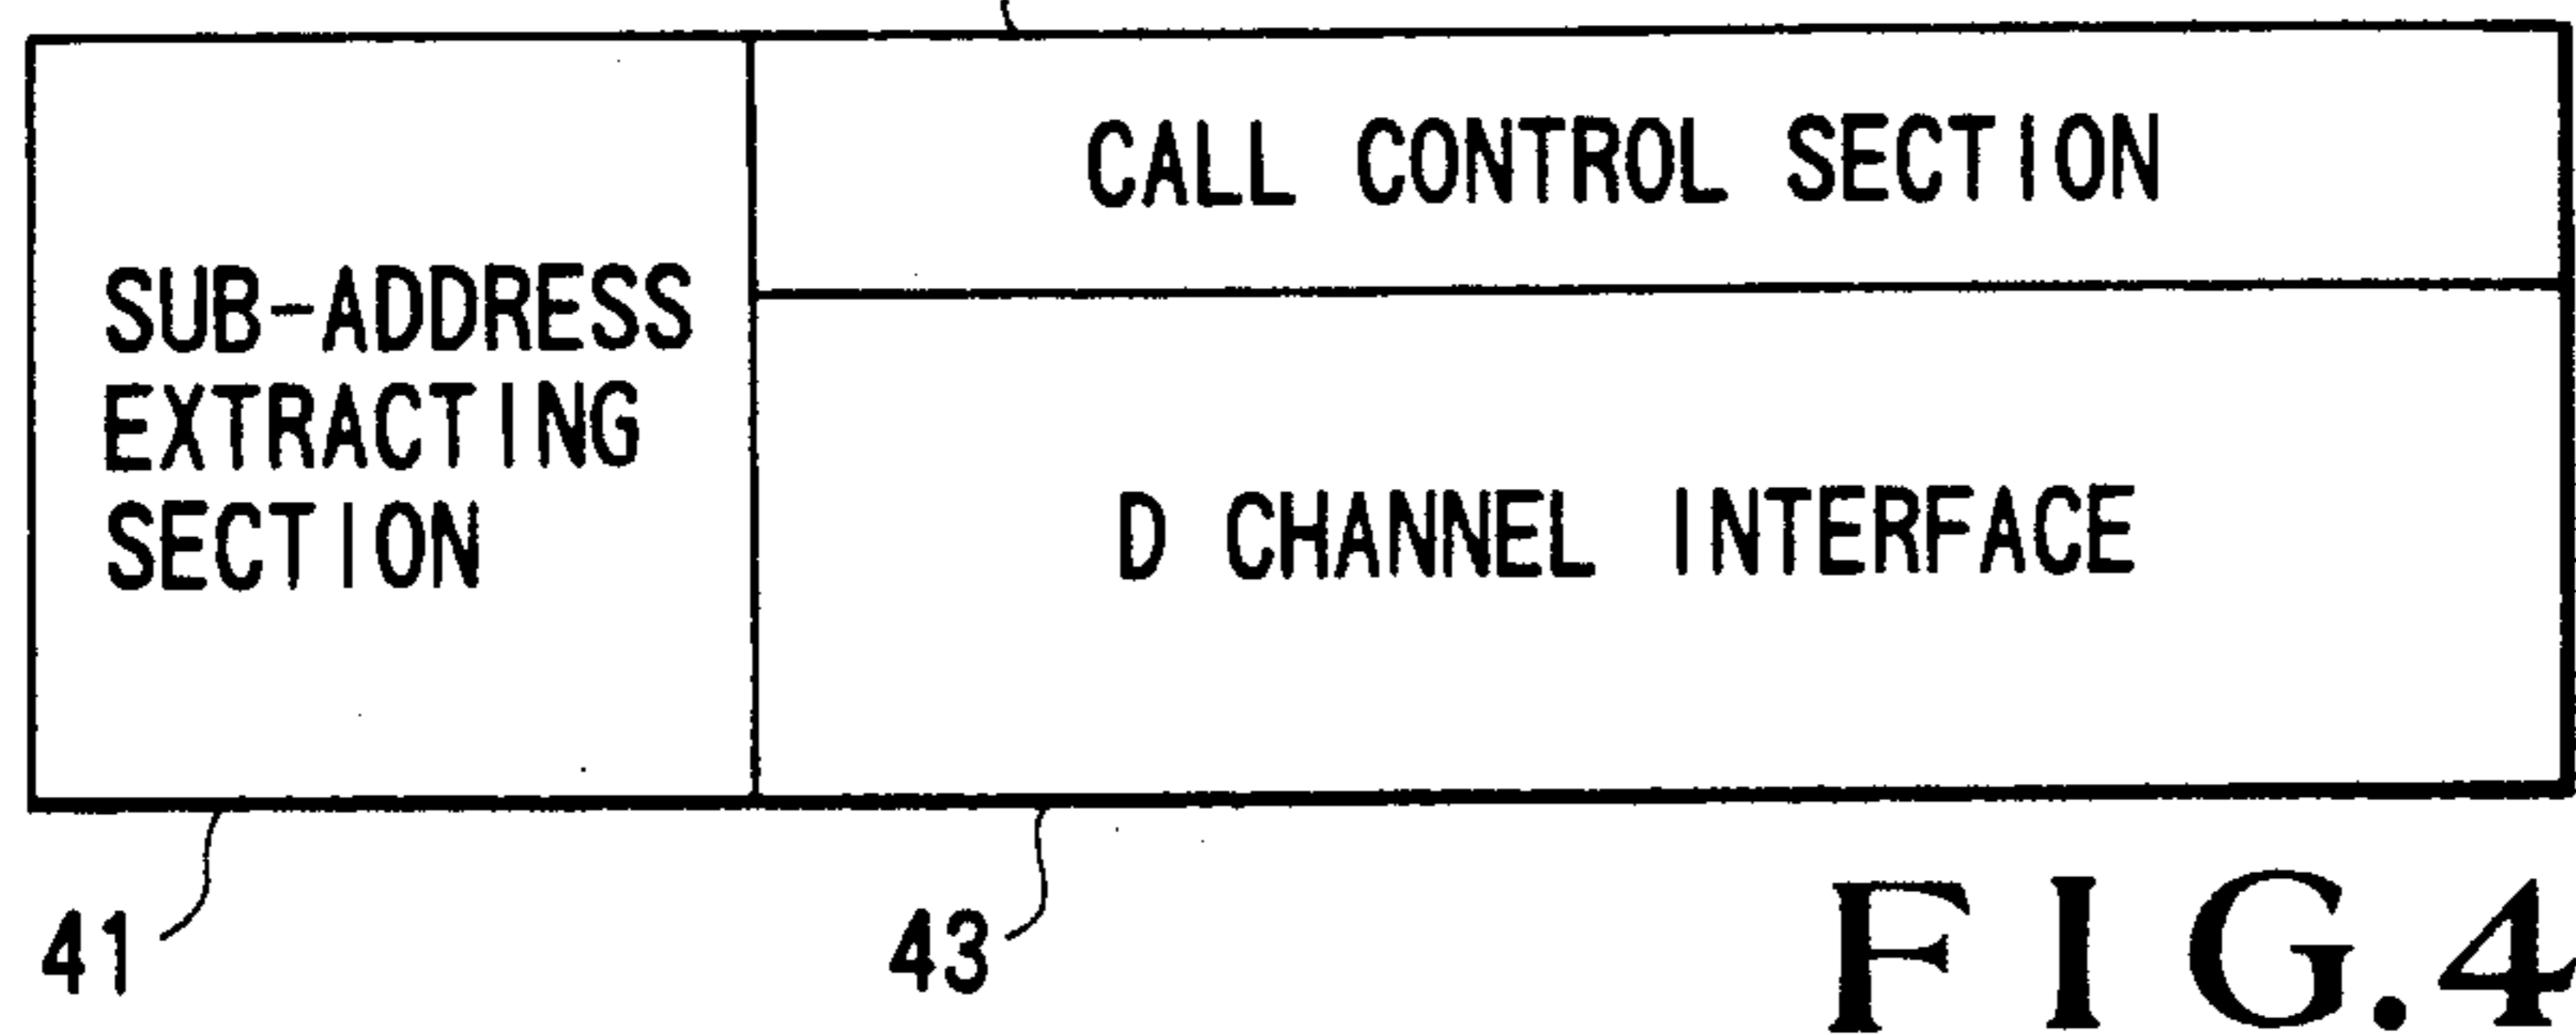 CALL CONTROL SECTION
SUB-ADDRESS
EXTRACTING
SECTION
D CHANNEL INTERFACE
41
43
FIG.4